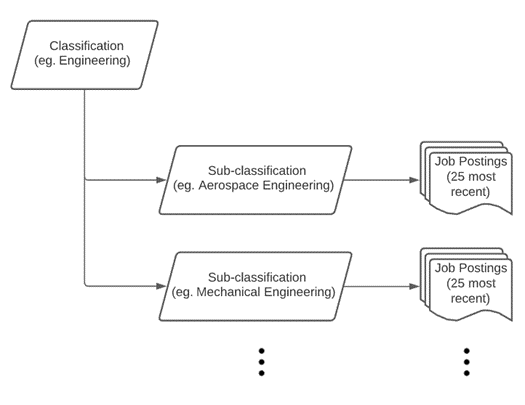 Classification
(eg. Engineering)
Sub-classification
(eg. Aerospace Engineering)
Job Postings
(25 most
recent)
Sub-classification
(eg. Mechanical Engineering)
Job Postings
(25 most
recent)